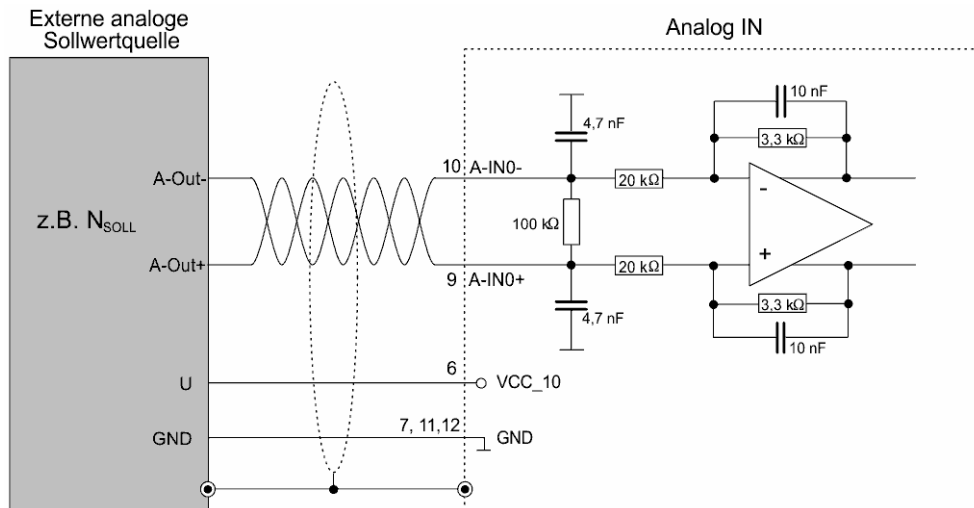 Externe analoge
Sollwertquelle
Analog IN
10 nF
4,7 nF
3,3 kΩ
10 A-IN0-
A-Out-
20 kΩ
-
z.B. N_SOLL
100 kΩ
+
A-Out+
20 kΩ
9 A-IN0+
3,3 kΩ
4,7 nF
10 nF
6
U
VCC_10
7, 11,12
GND
GND